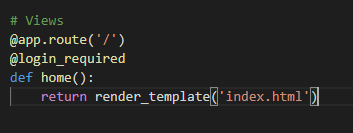 # Views
@app.route('/')
@login_required
def home():
    return render_template('index.html')